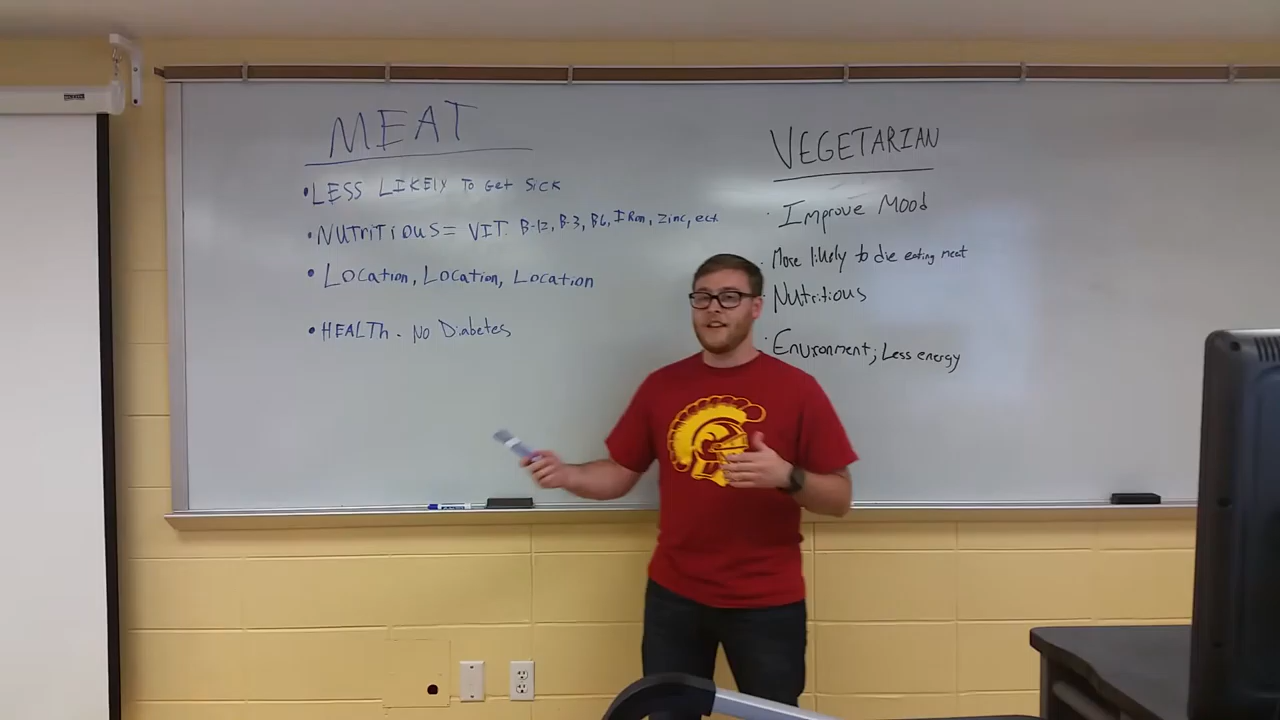 MEAT
• LESS LIKELY To Get Sick
• NUTRITIOUS = VIT. B-12, B-3, B6, IRon, Zinc, ect.
• Location, Location, Location
• HEALTh - No Diabetes
VEGETARIAN
· Improve Mood
· More likely to die eating meat
· Nutritious
· Environment; Less energy